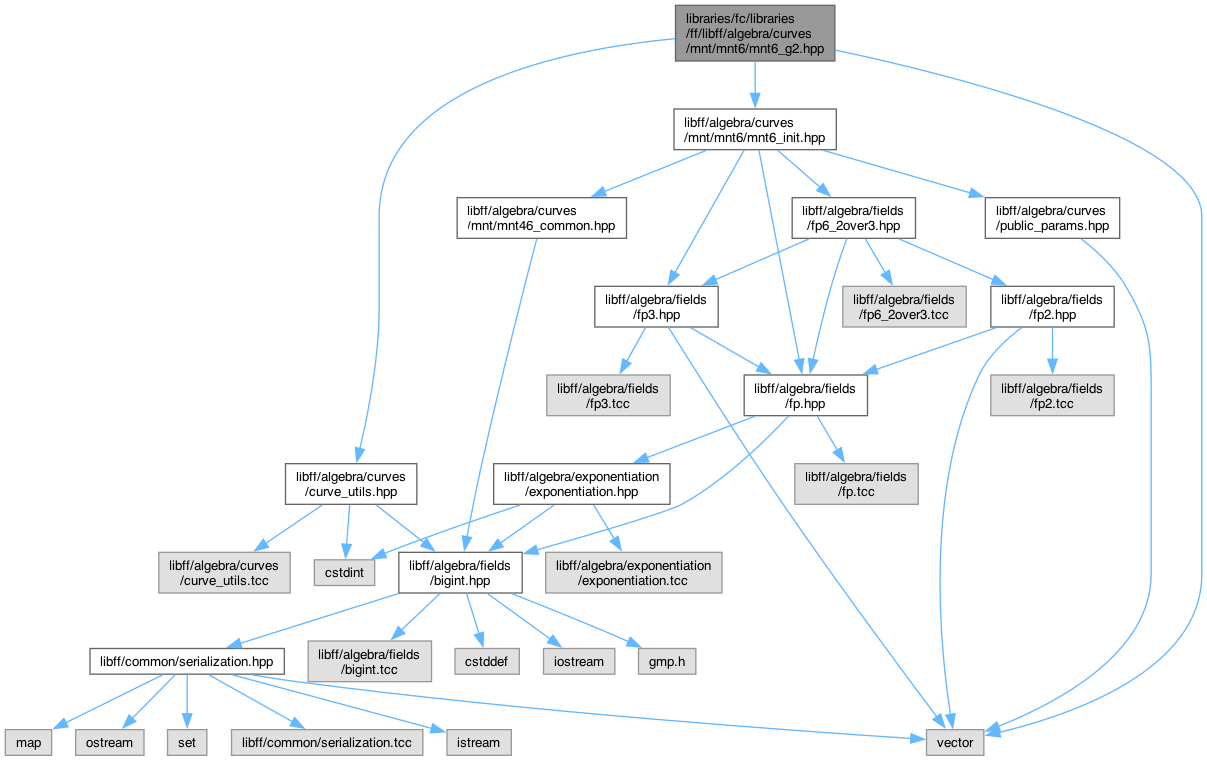 libraries/fc/libraries
/ff/libff/algebra/curves
/mnt/mnt6/mnt6_g2.hpp
libff/algebra/curves
/mnt/mnt6/mnt6_init.hpp
libff/algebra/curves
/mnt/mnt46_common.hpp
libff/algebra/fields
/fp6_2over3.hpp
libff/algebra/curves
/public_params.hpp
libff/algebra/fields
/fp3.hpp
libff/algebra/fields
/fp6_2over3.tcc
libff/algebra/fields
/fp2.hpp
libff/algebra/fields
/fp3.tcc
libff/algebra/fields
/fp.hpp
libff/algebra/fields
/fp2.tcc
libff/algebra/curves
/curve_utils.hpp
libff/algebra/exponentiation
/exponentiation.hpp
libff/algebra/fields
/fp.tcc
libff/algebra/curves
/curve_utils.tcc
cstdint
libff/algebra/fields
/bigint.hpp
libff/algebra/exponentiation
/exponentiation.tcc
libff/common/serialization.hpp
libff/algebra/fields
/bigint.tcc
cstddef
iostream
gmp.h
map
ostream
set
libff/common/serialization.tcc
istream
vector